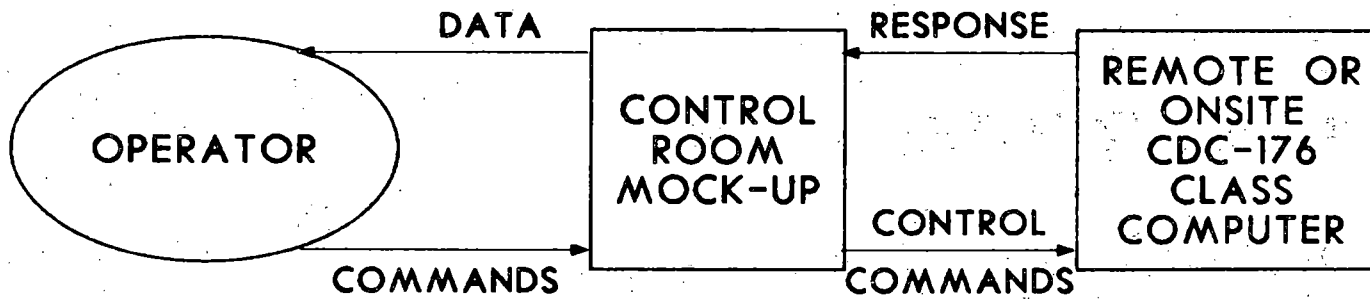 DATA
OPERATOR
COMMANDS
CONTROL
ROOM
MOCK-UP
RESPONSE
CONTROL
COMMANDS
REMOTE OR
ONSITE
CDC-176
CLASS
COMPUTER